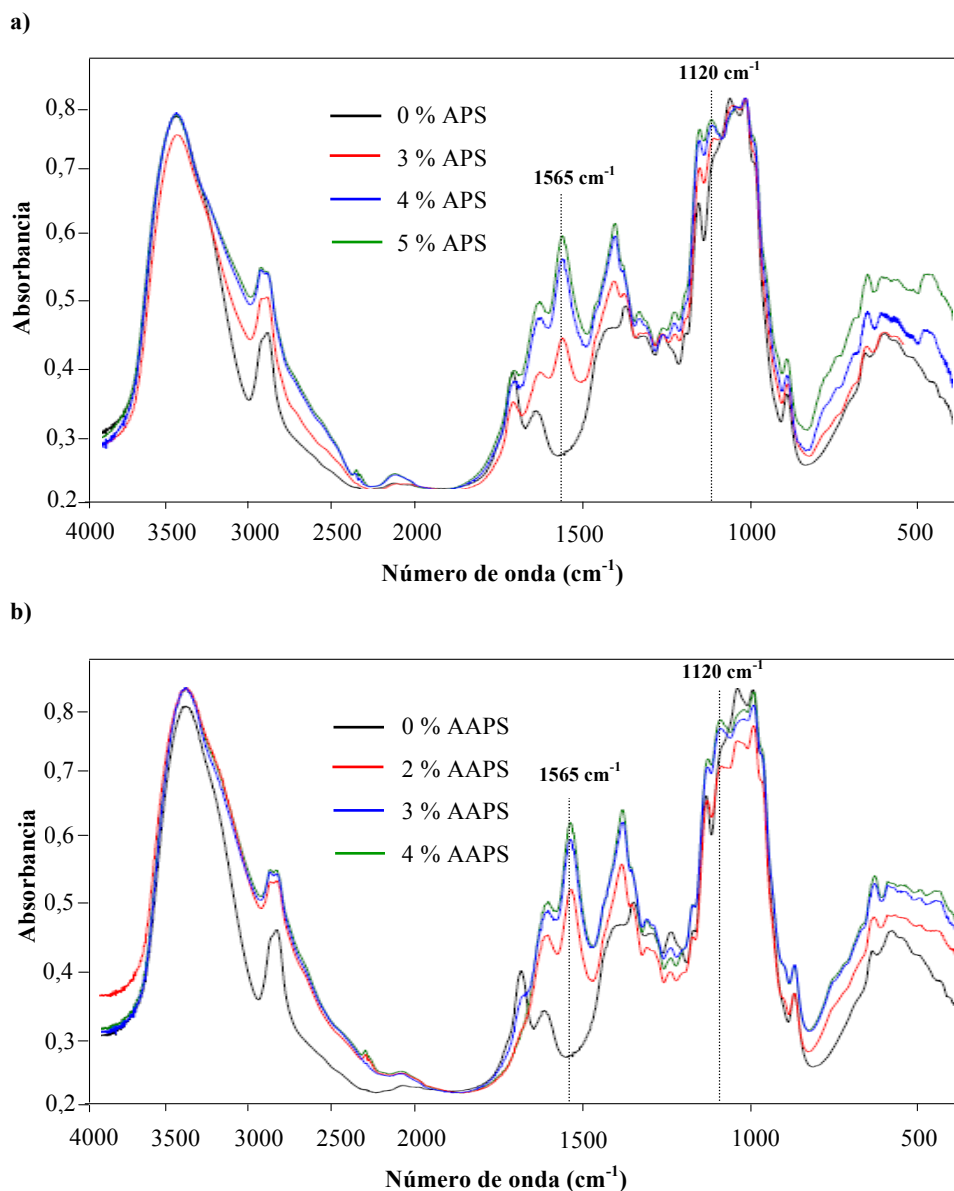 a)
1120 cm-1
0,8
0 % APS
3 % APS
0,7
1565 cm-1
4 % APS
0,6
5 % APS
Absorbancia
0,5
0,4
0,3
0,2
4000 3500 3000 2500 2000 1500 1000 500
Número de onda (cm-1)
b)
1120 cm-1
0,8
0 % AAPS
2 % AAPS
0,7
1565 cm-1
3 % AAPS
0,6
4 % AAPS
Absorbancia
0,5
0,4
0,3
0,2
4000 3500 3000 2500 2000 1500 1000 500
Número de onda (cm-1)